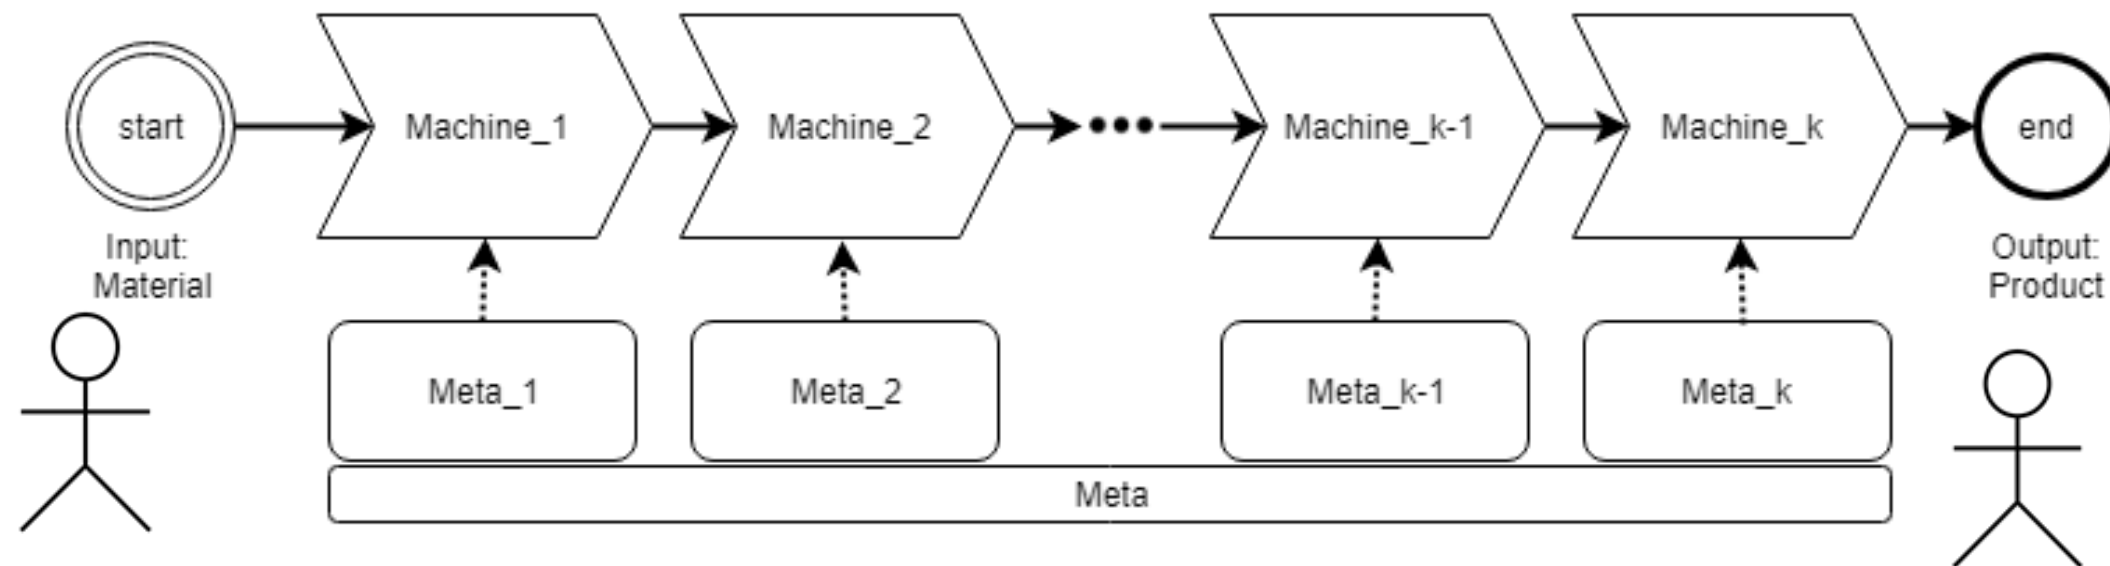 start
Machine_1
Machine_2
Machine_k-1
Machine_k
end
Input:
Material
Output:
Product
Meta_1
Meta_2
Meta_k-1
Meta_k
Meta